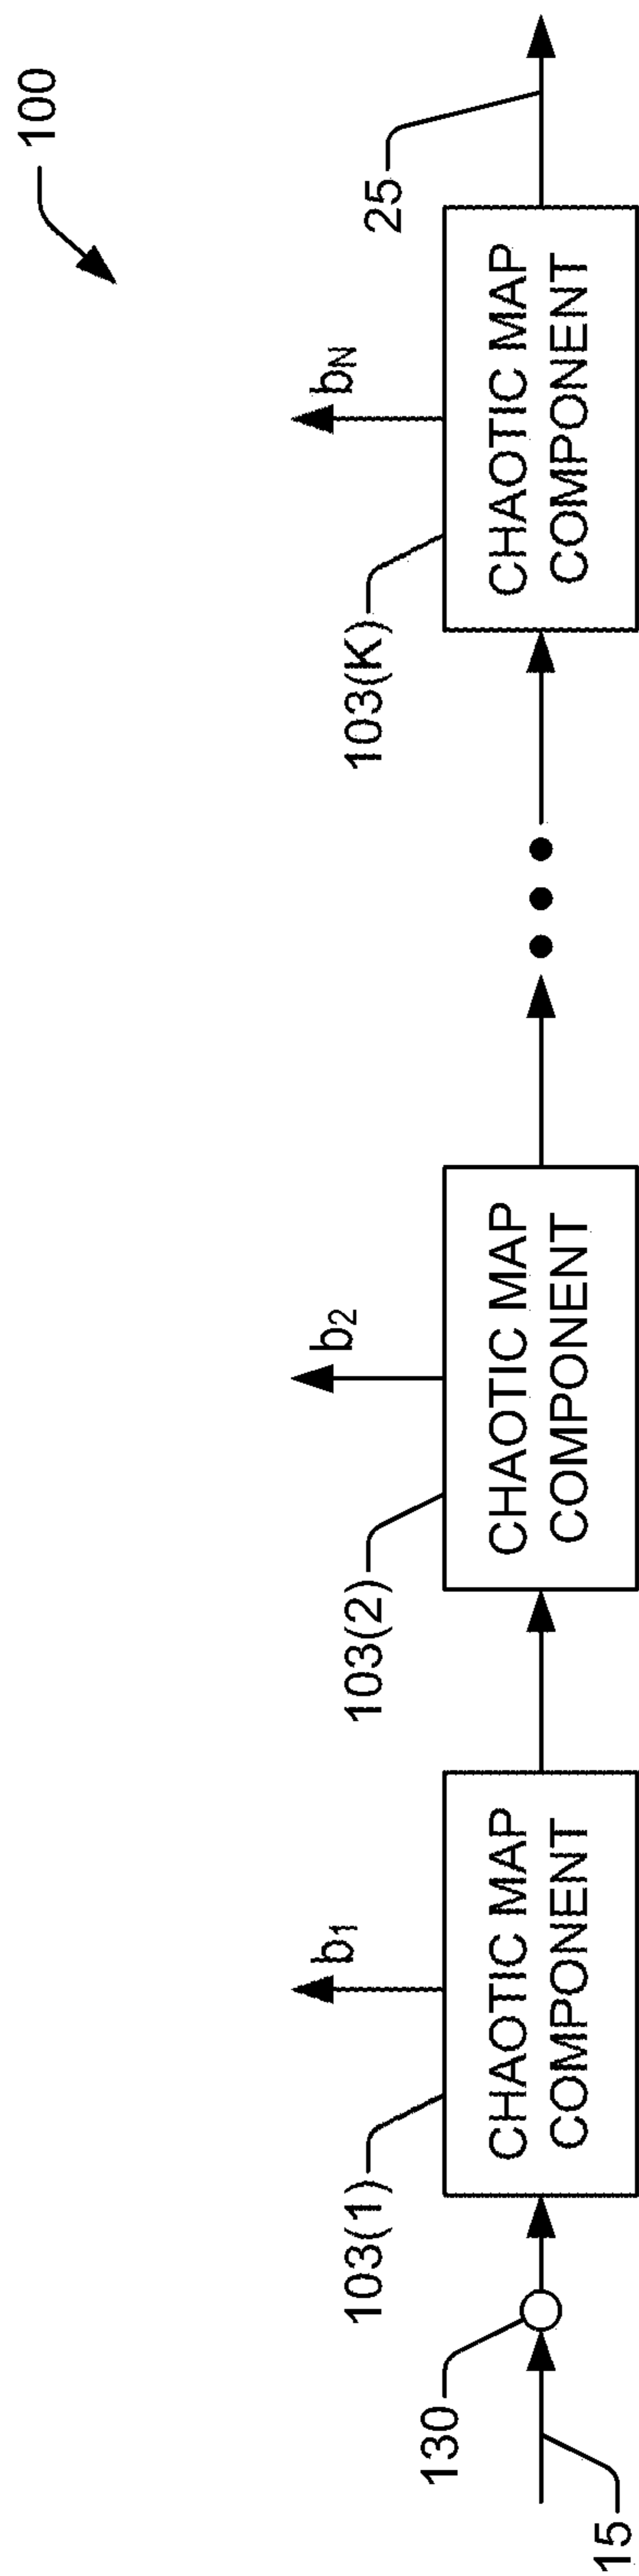 100
b₁
b₂
bN
103(1)
103(2)
103(K)
25
130
15
CHAOTIC MAP
COMPONENT
CHAOTIC MAP
COMPONENT
CHAOTIC MAP
COMPONENT